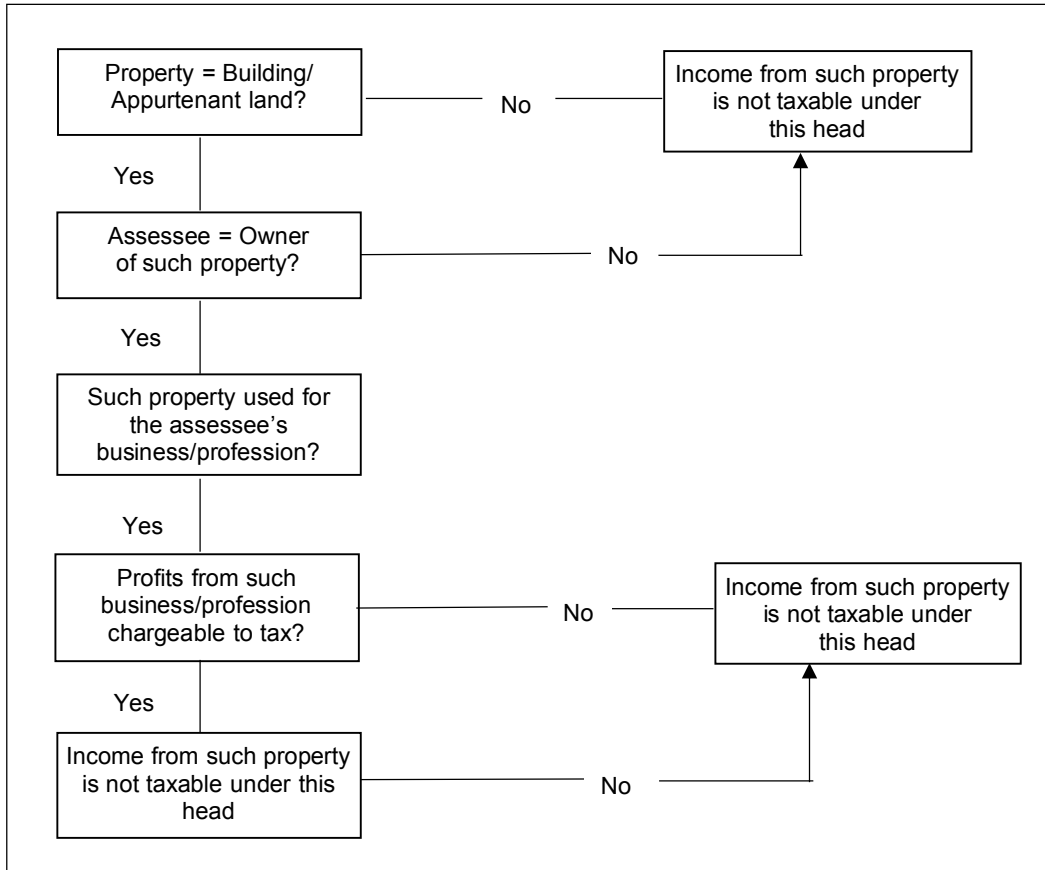 Property = Building/
Appurtenant land?
No
Income from such property
is not taxable under
this head
Yes
Assessee = Owner
of such property?
No
Yes
Such property used for
the assessee’s
business/profession?
Yes
Profits from such
business/profession
chargeable to tax?
No
Income from such property
is not taxable under
this head
Yes
Income from such property
is not taxable under this
head
No